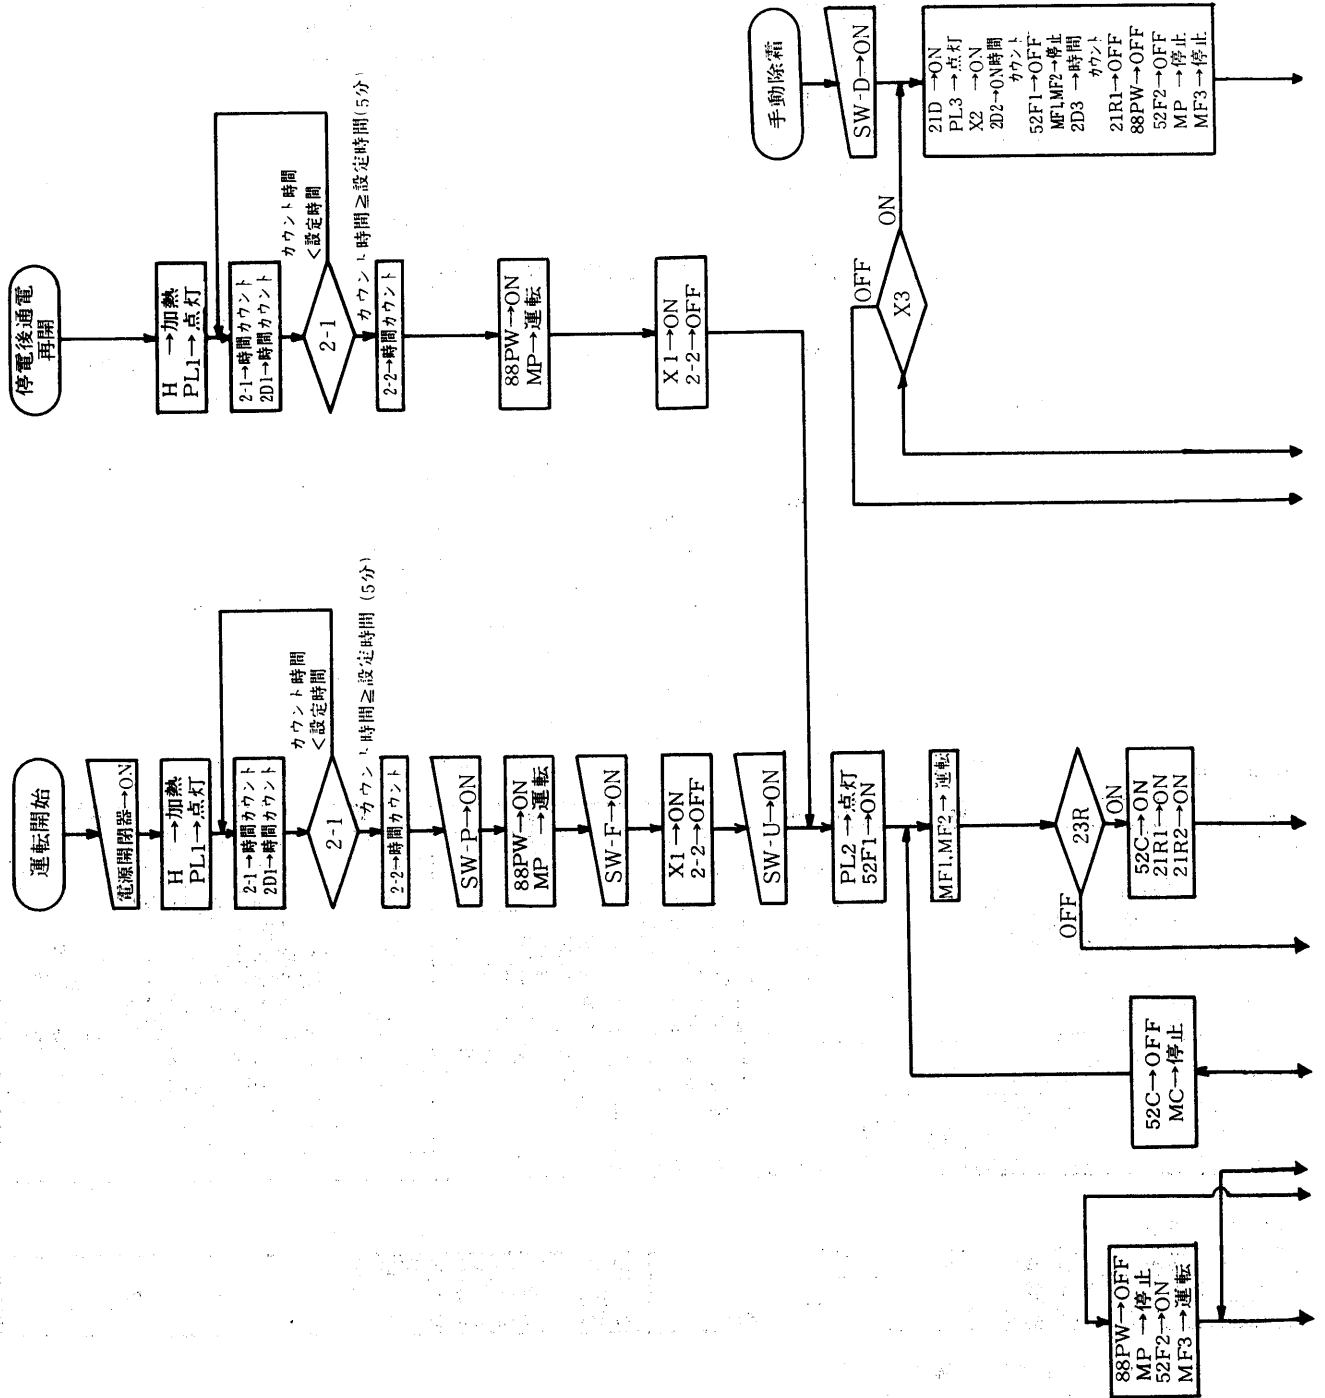 運転開始
電源開閉器→ON
H →加熱
PL1→点灯
2-1→時間カウント
2D1→時間カウント
2-1
カウント時間
<設定時間
カウント時間≧設定時間 (5分)
2-2→時間カウント
SW-P→ON
88PW→ON
MP →運転
SW-F→ON
X1→ON
2-2→OFF
SW-U→ON
PL2→点灯
52F1→ON
MF1,MF2→運転
23R
ON
OFF
52C→ON
21R1→ON
21R2→ON
52C→OFF
MC→停止
88PW→OFF
MP →停止
52F2→ON
MF3→運転
停電後通電
再開
H →加熱
PL1→点灯
2-1→時間カウント
2D1→時間カウント
2-1
カウント時間
<設定時間
カウント時間≧設定時間(5分)
2-2→時間カウント
88PW→ON
MP→運転
X1→ON
2-2→OFF
手動除霜
SW-D→ON
X3
ON
OFF
21D →ON
PL3→点灯
X2 →ON
2D2→ON時間
カウント
52F1→OFF
MF1,MF2→停止
2D3→時間
カウント
21R1→OFF
88PW→OFF
52F2→OFF
MP →停止
MF3→停止